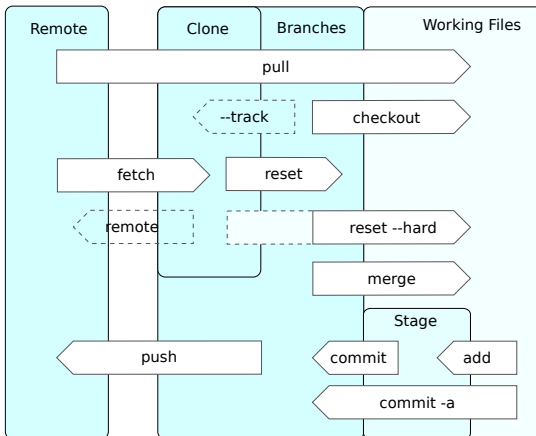 Remote
Clone
Branches
Working Files
pull
--track
checkout
fetch
reset
remote
reset --hard
merge
Stage
push
commit
add
commit -a